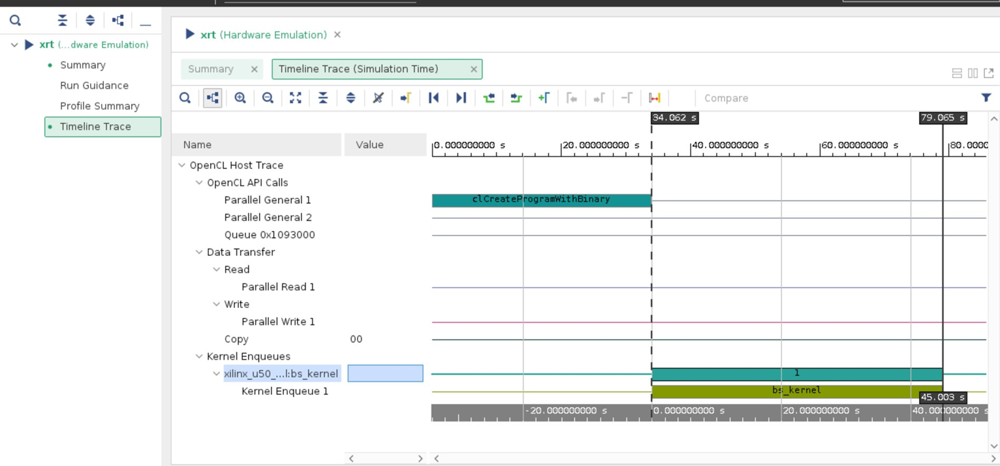 xrt (...dware Emulation)
Summary
Run Guidance
Profile Summary
Timeline Trace
xrt (Hardware Emulation)
Summary
Timeline Trace (Simulation Time)
Compare
34.062 s
79.065 s
Name
Value
0.000000000 s
20.000000000 s
40.000000000 s
60.000000000 s
80.0000
OpenCL Host Trace
OpenCL API Calls
Parallel General 1
clCreateProgramWithBinary
Parallel General 2
Queue 0x1093000
Data Transfer
Read
Parallel Read 1
Write
Parallel Write 1
Copy
00
Kernel Enqueues
xilinx_u50_...l:bs_kernel
1
Kernel Enqueue 1
bs_kernel
45.003 s
-20.000000000 s
0.000000000 s
20.000000000 s
40.000000000 s